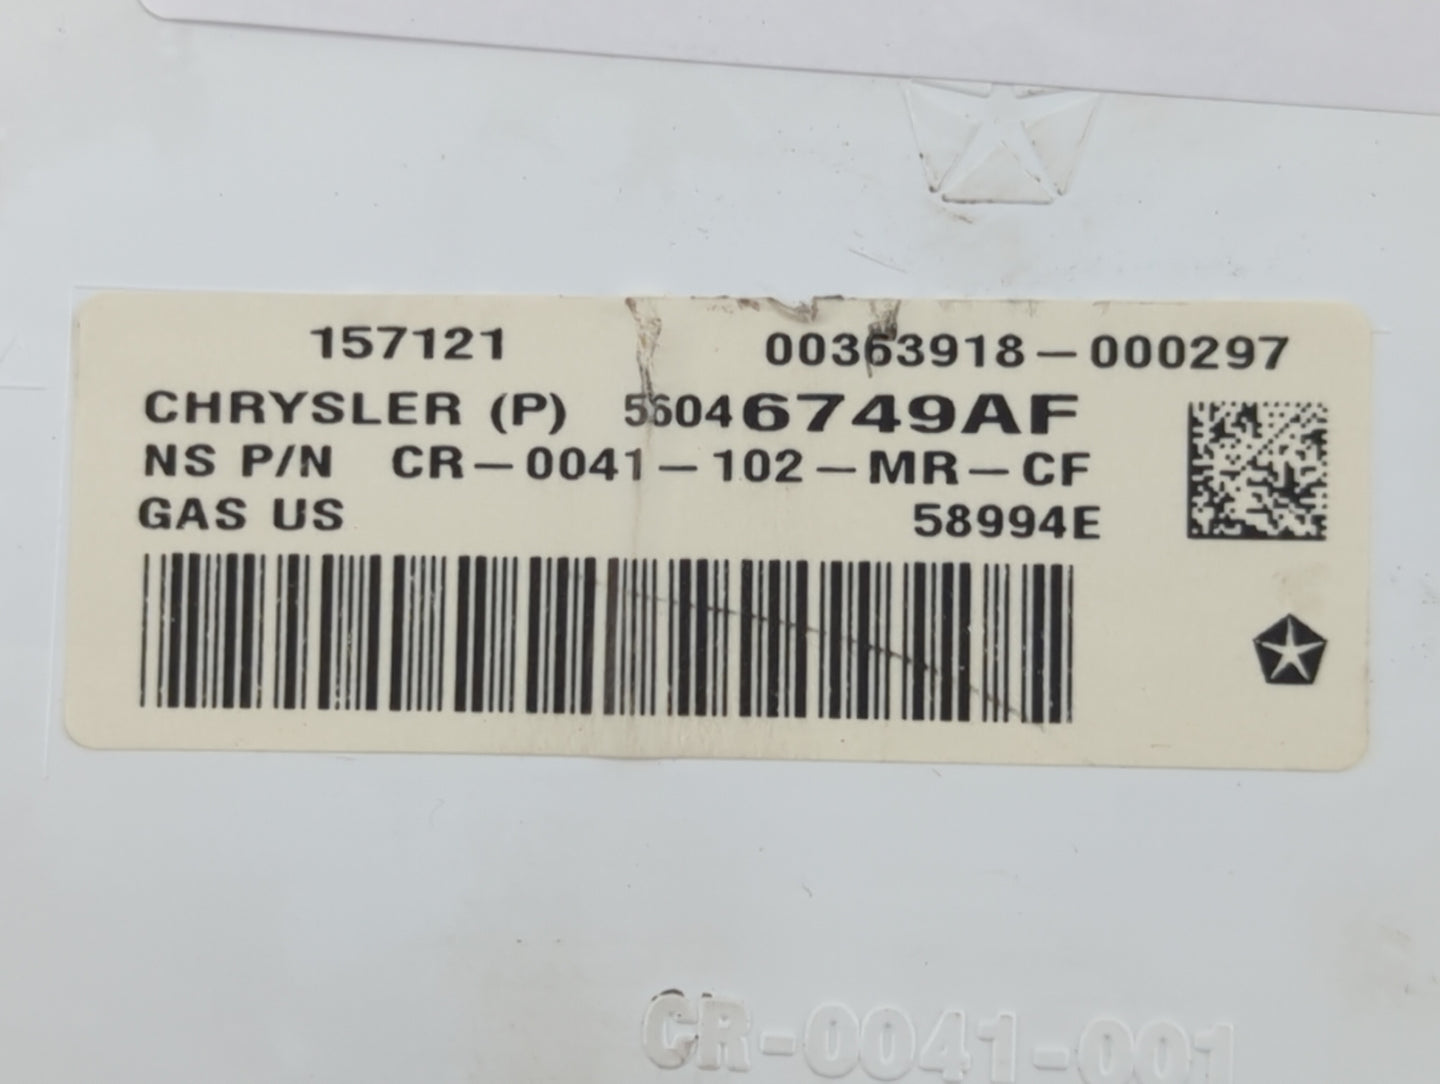 157121 00363918-000297
CHRYSLER (P) 56046749AF
NS P/N CR-0041-102-MR-CF
GAS US 58994E
CR-0041-001